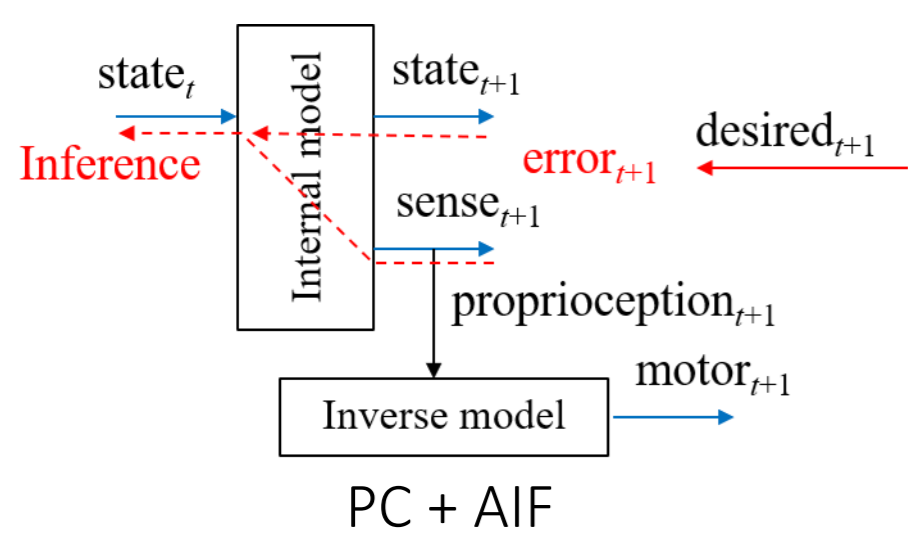 state_t
state_{t+1}
Internal model
desired_{t+1}
Inference
error_{t+1}
sense_{t+1}
proprioception_{t+1}
motor_{t+1}
Inverse model
PC + AIF